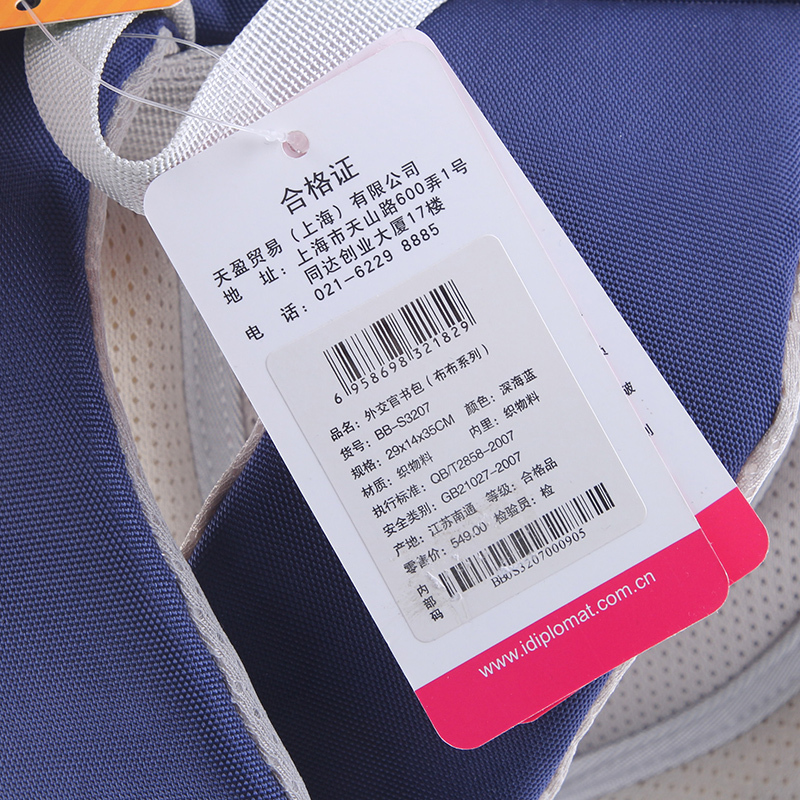 合格证
天盈贸易（上海）有限公司
地 址：上海市天山路600弄1号
同达创业大厦17楼
电 话：021-6229 8885
6 958698 321829
品名：外交官书包（布布系列）
货号：BB-S3207 颜色：深海蓝
规格：29x14x35CM 内里：织物料
材质：织物料
执行标准：QB/T2858-2007
安全类别：GB21027-2007
产地：江苏南通 等级：合格品
零售价：549.00 检验员：检
内部码
BB0S3207000905
www.idiplomat.com.cn